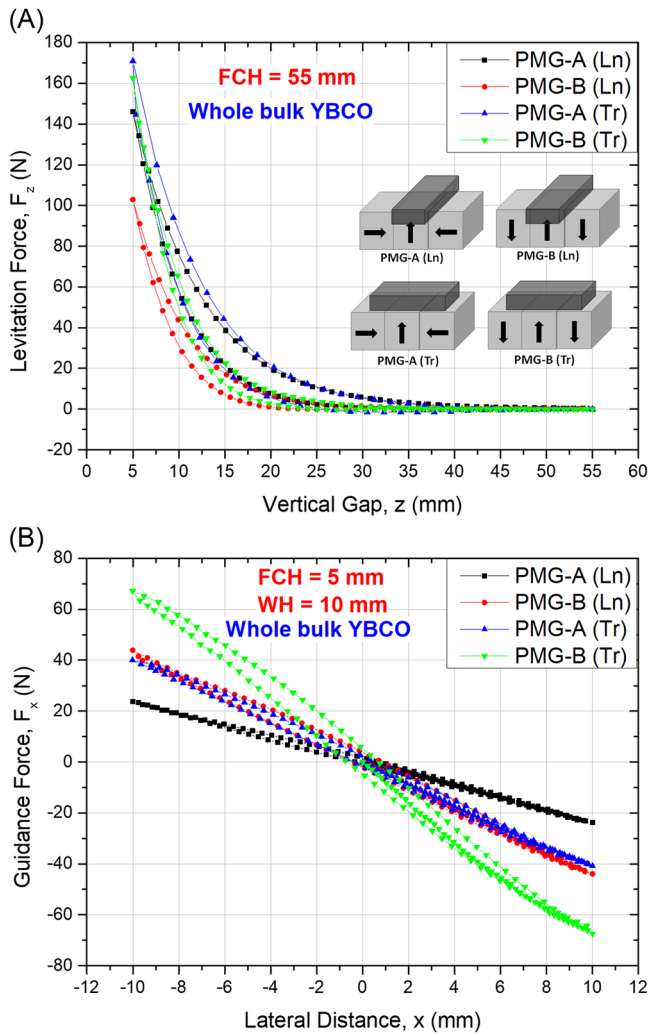 (A)
180
160
140
120
100
80
60
40
20
0
-20
Levitation Force, Fz (N)
FCH = 55 mm
Whole bulk YBCO
PMG-A (Ln)
PMG-B (Ln)
PMG-A (Tr)
PMG-B (Tr)
PMG-A (Ln)
PMG-B (Ln)
PMG-A (Tr)
PMG-B (Tr)
0 5 10 15 20 25 30 35 40 45 50 55 60
Vertical Gap, z (mm)
(B)
80
60
40
20
0
-20
-40
-60
-80
Guidance Force, Fx (N)
FCH = 5 mm
WH = 10 mm
Whole bulk YBCO
PMG-A (Ln)
PMG-B (Ln)
PMG-A (Tr)
PMG-B (Tr)
-12 -10 -8 -6 -4 -2 0 2 4 6 8 10 12
Lateral Distance, x (mm)